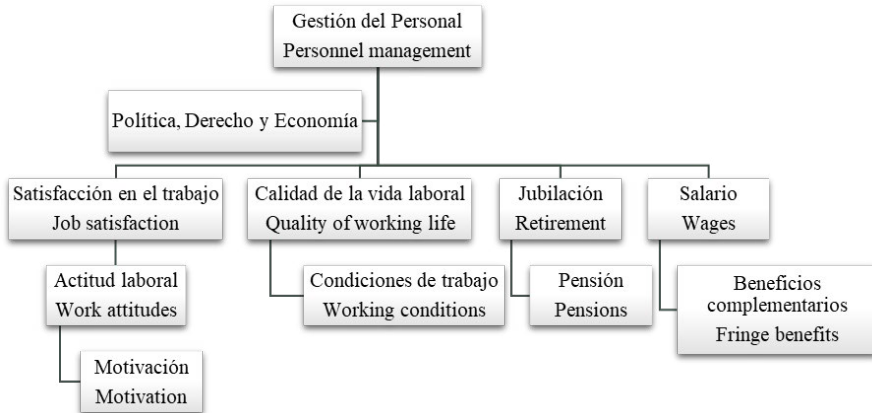 Gestión del Personal
Personnel management
Política, Derecho y Economía
Satisfacción en el trabajo
Job satisfaction
Calidad de la vida laboral
Quality of working life
Jubilación
Retirement
Salario
Wages
Actitud laboral
Work attitudes
Condiciones de trabajo
Working conditions
Pensión
Pensions
Beneficios
complementarios
Fringe benefits
Motivación
Motivation